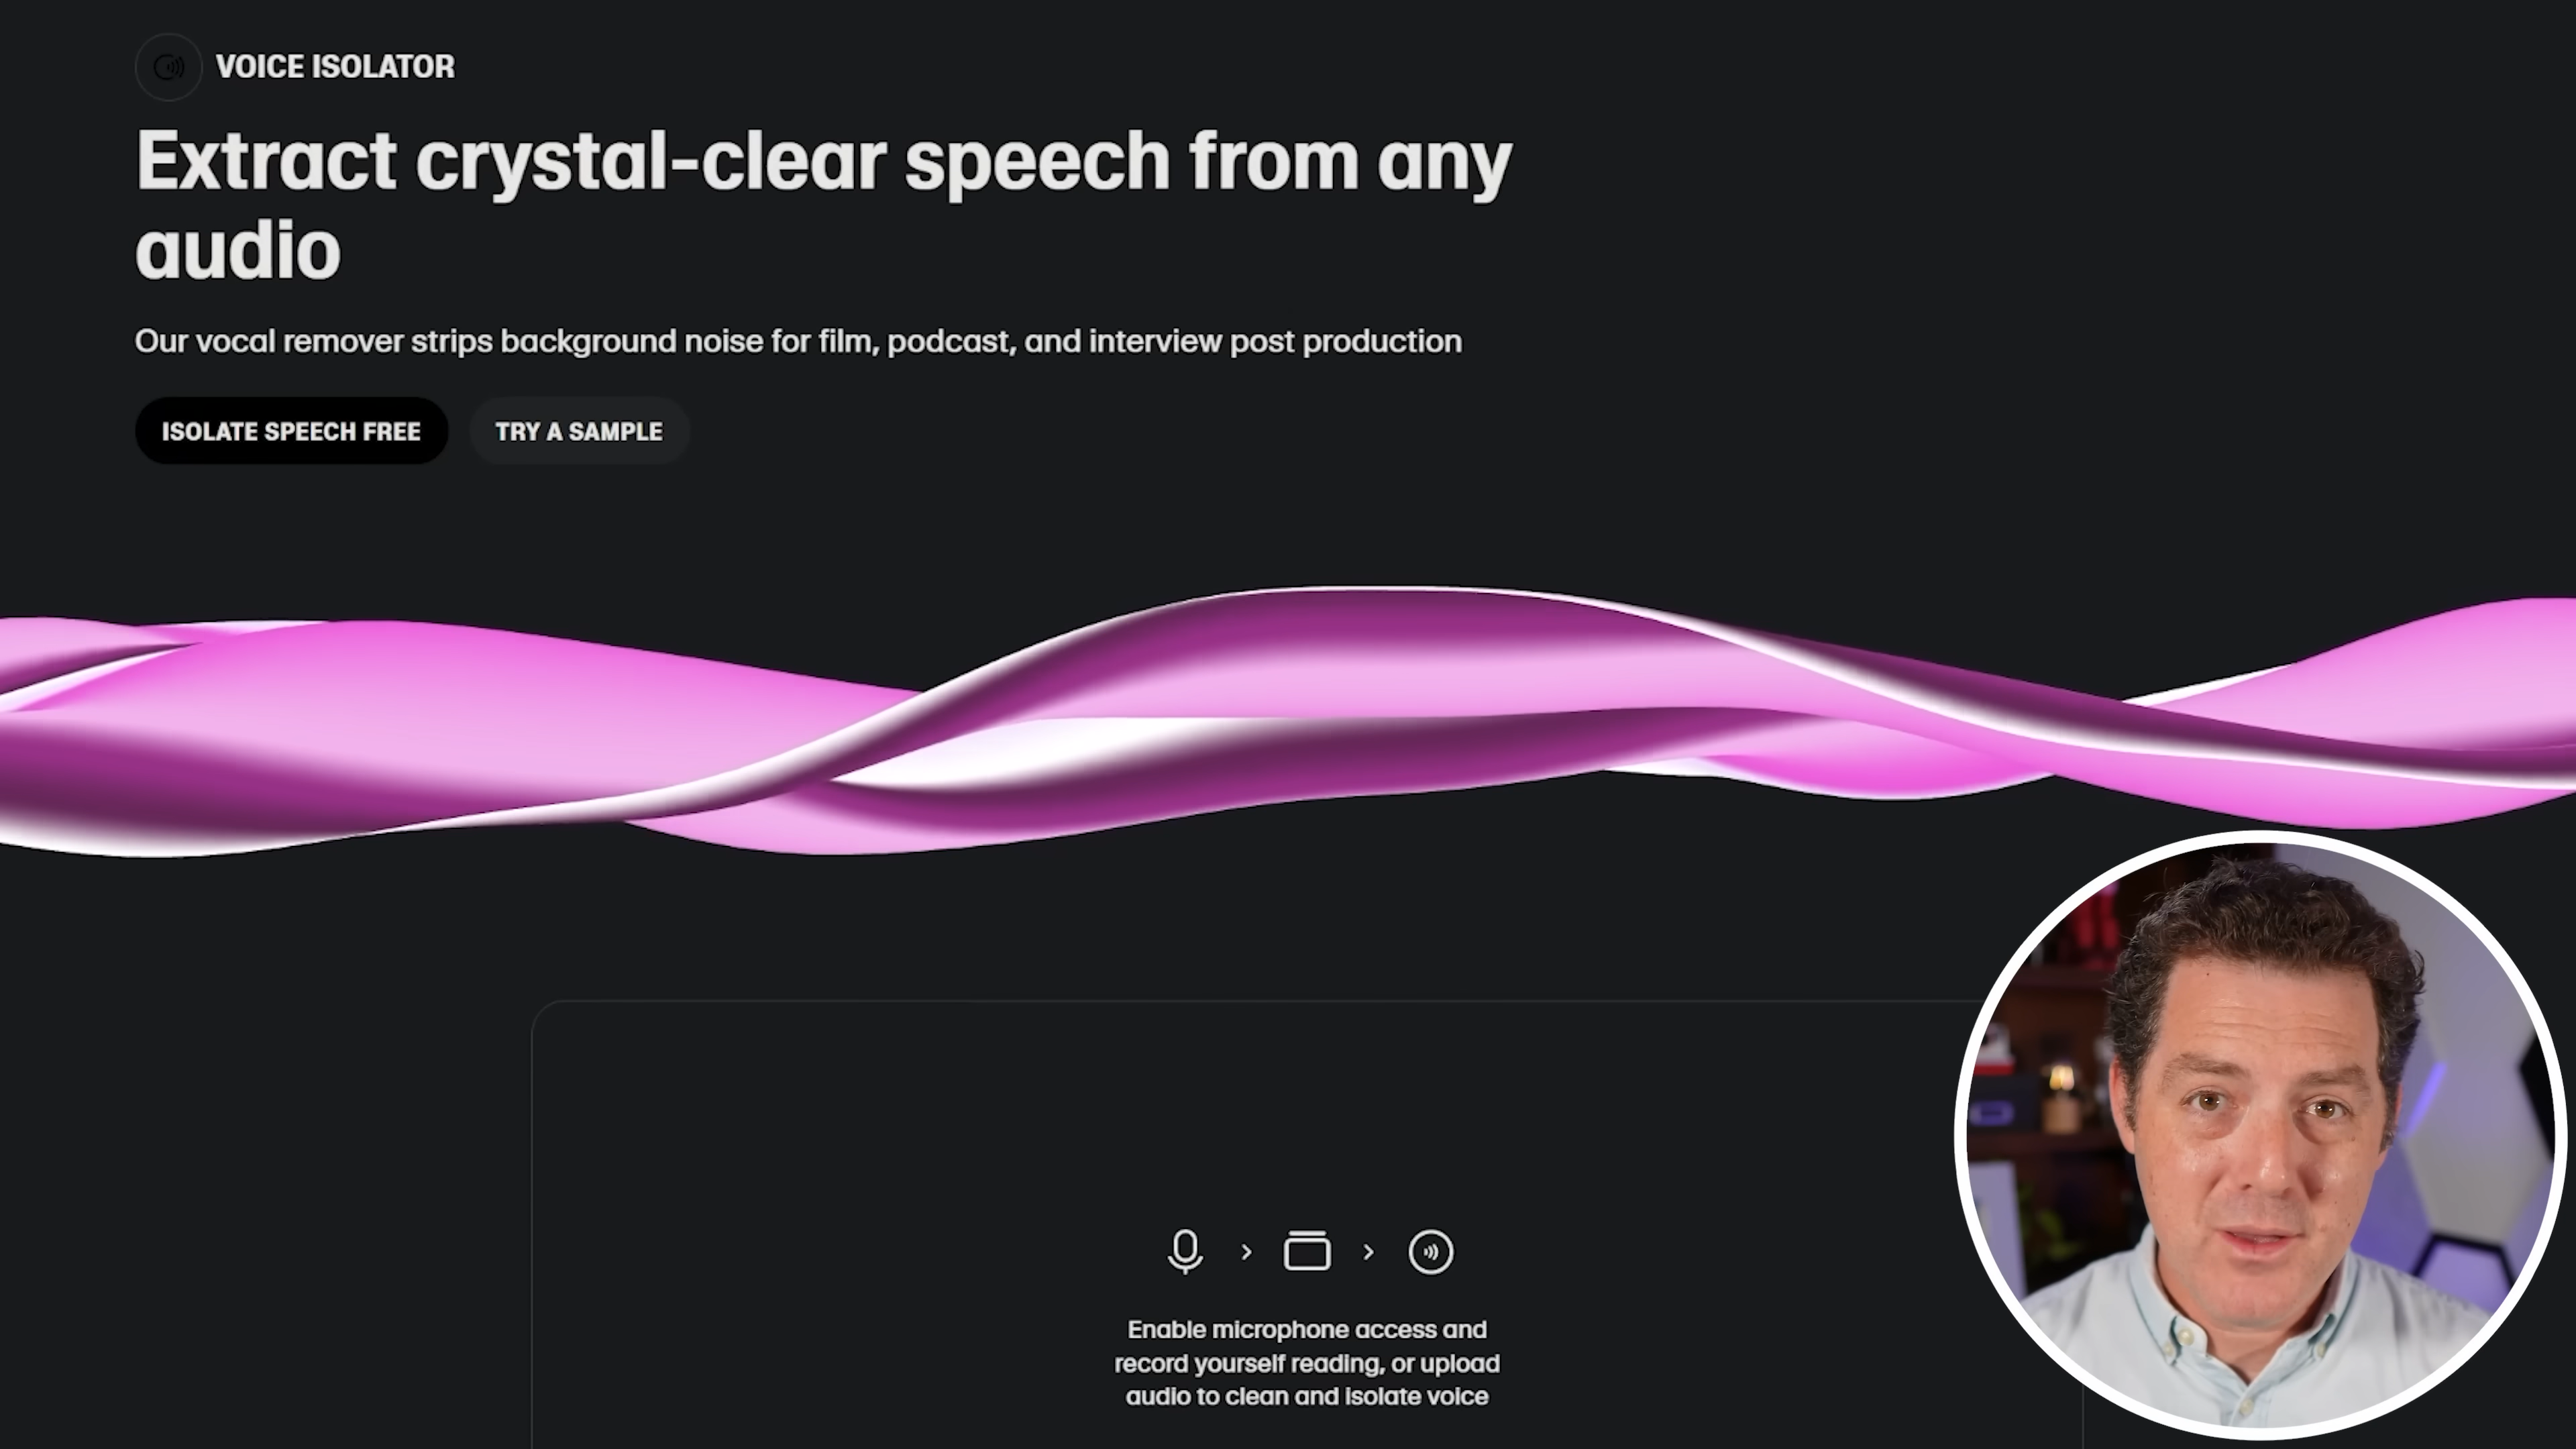 VOICE ISOLATOR
Extract crystal-clear speech from any
audio
Our vocal remover strips background noise for film, podcast, and interview post production
ISOLATE SPEECH FREE
TRY A SAMPLE
Enable microphone access and
record yourself reading, or upload
audio to clean and isolate voice